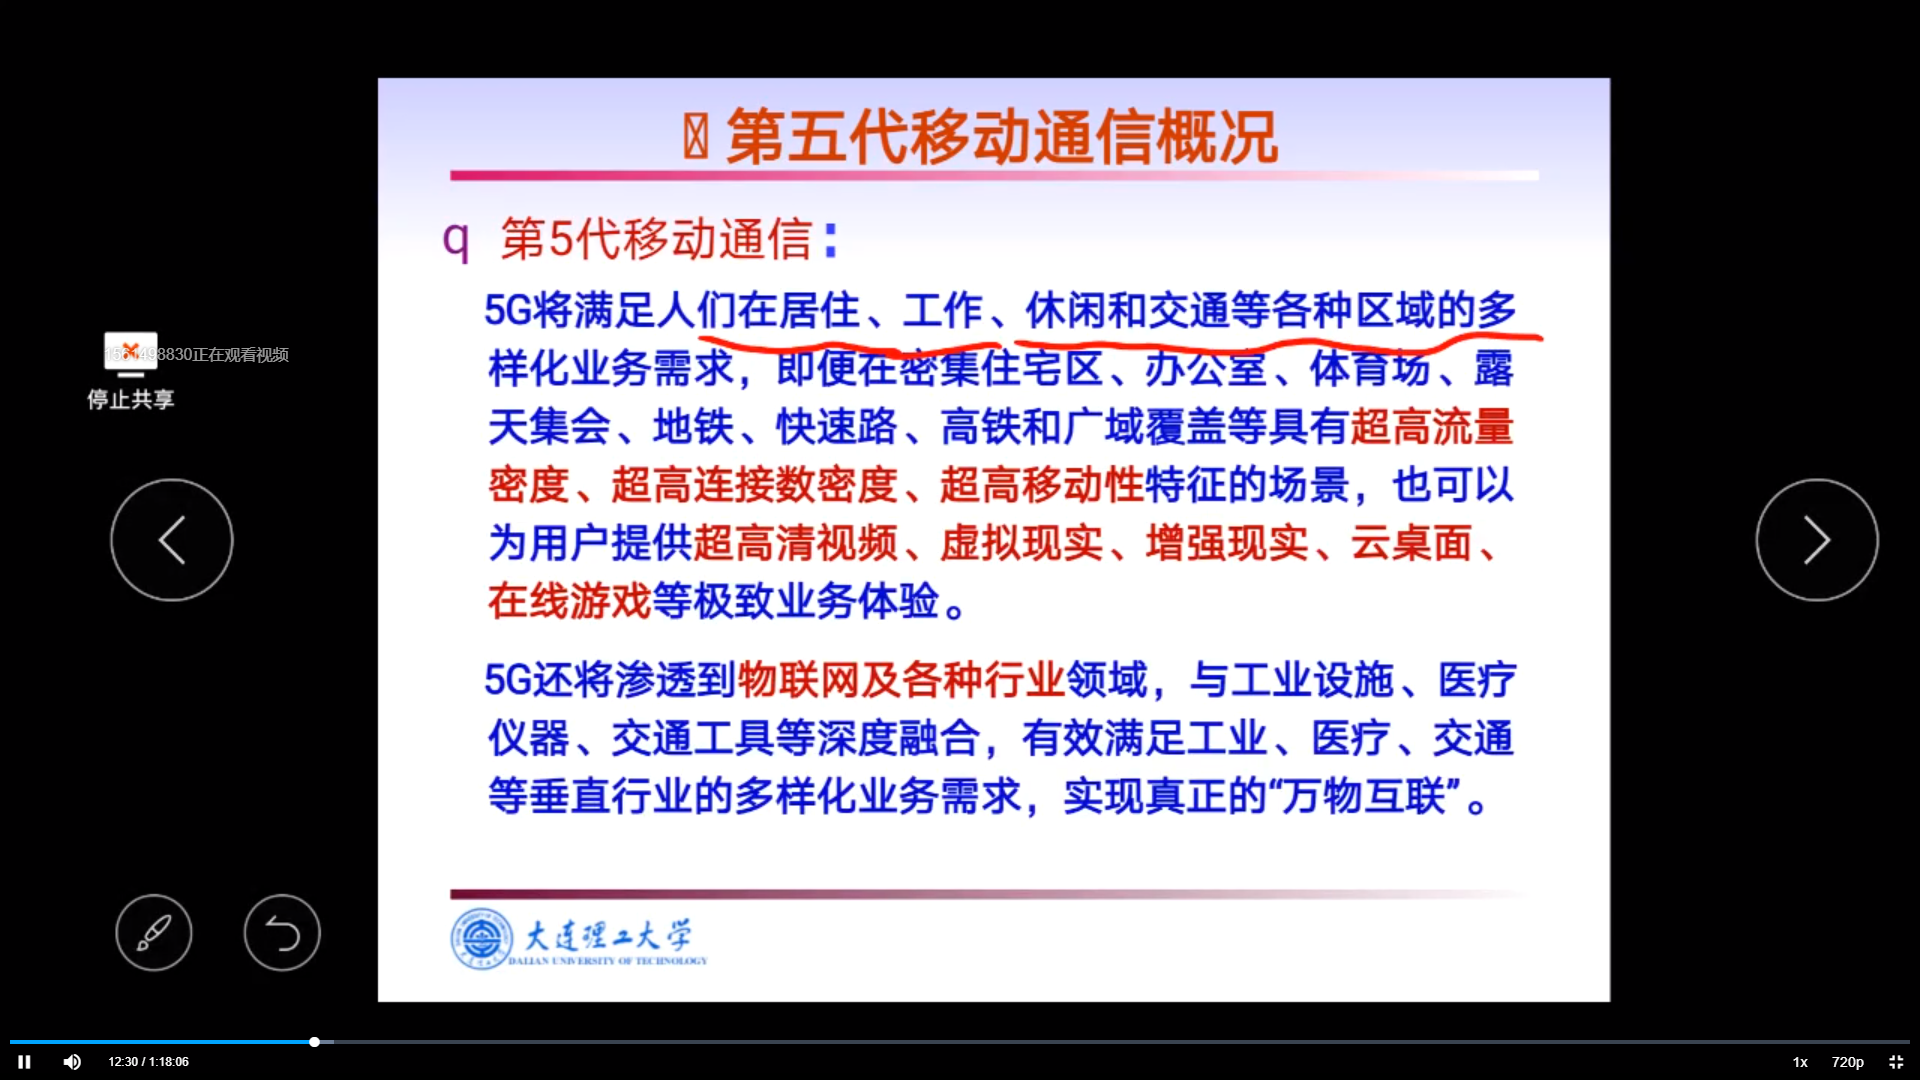 第五代移动通信概况
q 第5代移动通信：
5G将满足人们在居住、工作、休闲和交通等各种区域的多
样化业务需求，即便在密集住宅区、办公室、体育场、露
天集会、地铁、快速路、高铁和广域覆盖等具有超高流量
密度、超高连接数密度、超高移动性特征的场景，也可以
为用户提供超高清视频、虚拟现实、增强现实、云桌面、
在线游戏等极致业务体验。
5G还将渗透到物联网及各种行业领域，与工业设施、医疗
仪器、交通工具等深度融合，有效满足工业、医疗、交通
等垂直行业的多样化业务需求，实现真正的“万物互联”。
正在观看视频
停止共享
大连理工大学
DALIAN UNIVERSITY OF TECHNOLOGY
12:30 / 1:18:06
1x
720p